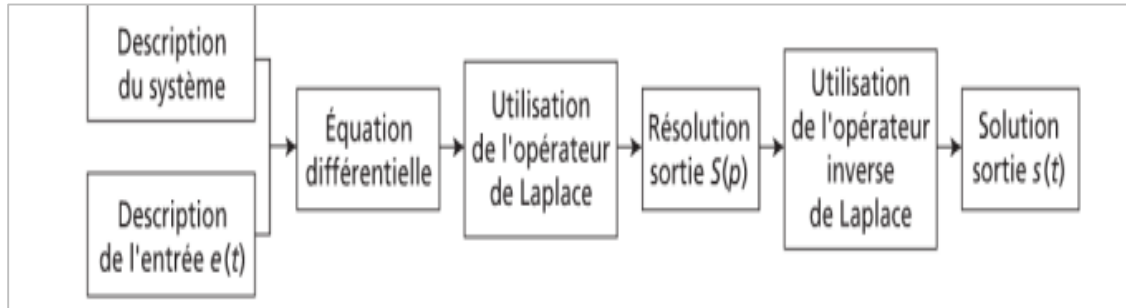 Description
du système
Description
de l'entrée e(t)
Équation
différentielle
Utilisation
de l'opérateur
de Laplace
Résolution
sortie S(p)
Utilisation
de l'opérateur
inverse
de Laplace
Solution
sortie s(t)